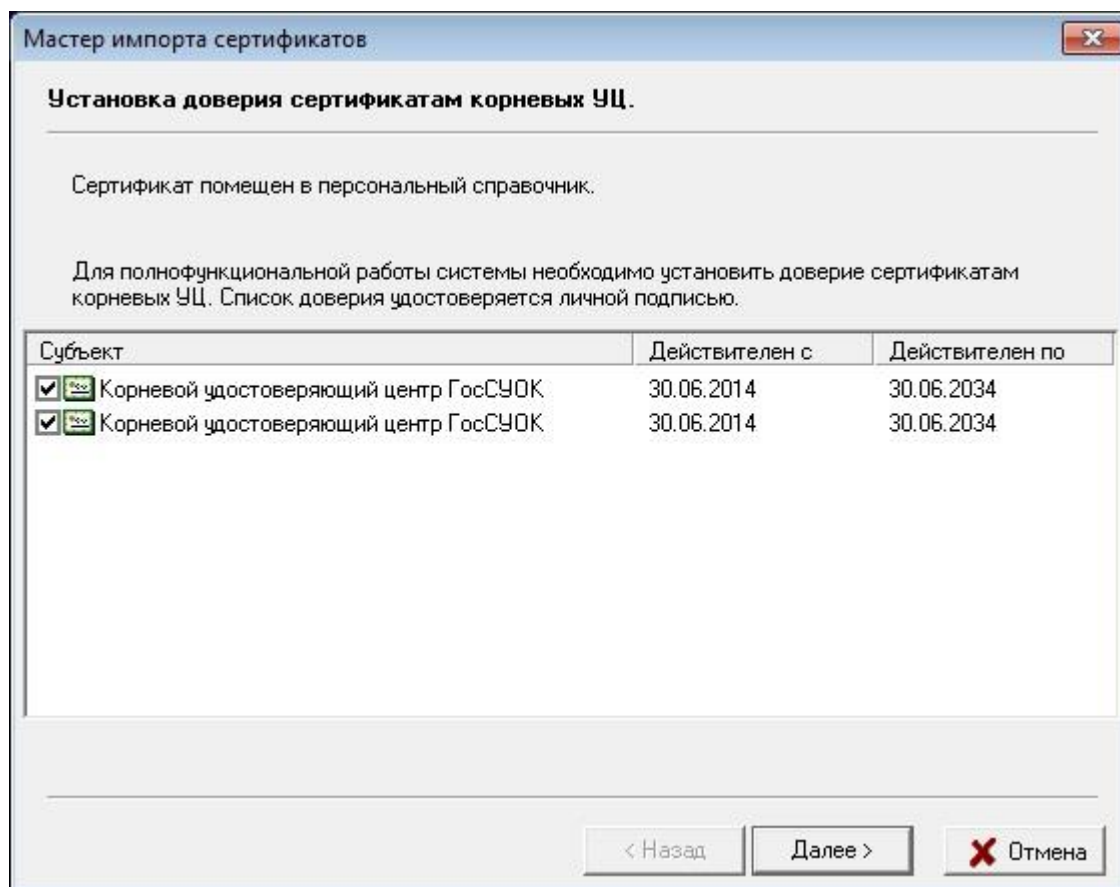 Мастер импорта сертификатов
Установка доверия сертификатам корневых УЦ.
Сертификат помещен в персональный справочник.
Для полнофункциональной работы системы необходимо установить доверие сертификатам
корневых УЦ. Список доверия удостоверяется личной подписью.
Субъект Действителен с Действителен по
Корневой удостоверяющий центр ГосСУОК 30.06.2014 30.06.2034
Корневой удостоверяющий центр ГосСУОК 30.06.2014 30.06.2034
< Назад Далее > Отмена